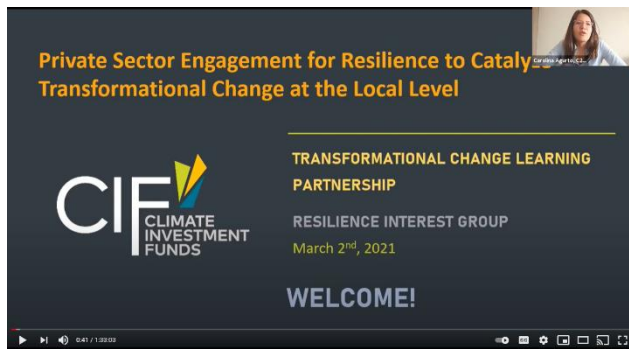 Private Sector Engagement for Resilience to Catalyze
Transformational Change at the Local Level
TRANSFORMATIONAL CHANGE LEARNING
PARTNERSHIP
CIF
CLIMATE
INVESTMENT
FUNDS
RESILIENCE INTEREST GROUP
March 2nd, 2021
WELCOME!
0:41 / 1:33:03